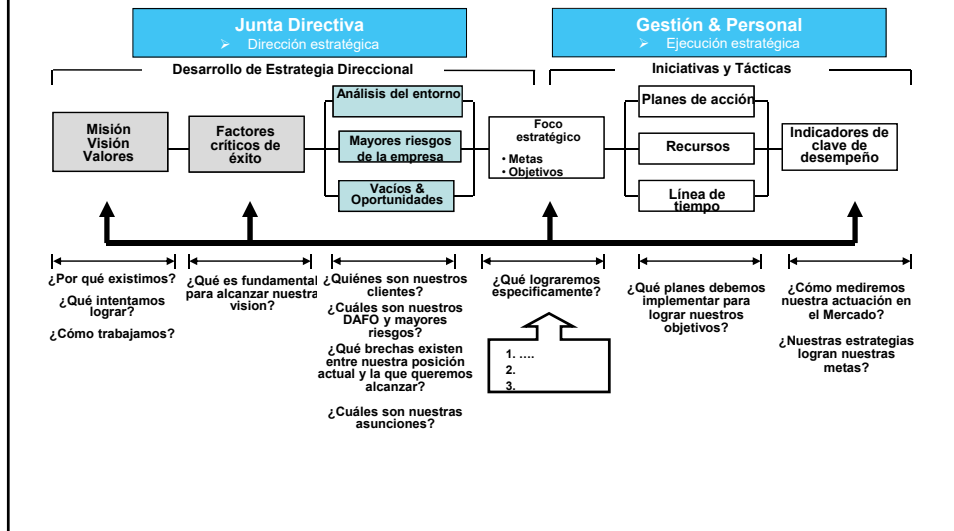 Junta Directiva
➢ Dirección estratégica
Gestión & Personal
➢ Ejecución estratégica
Desarrollo de Estrategia Direccional
Iniciativas y Tácticas
Misión
Visión
Valores
Factores
críticos de
éxito
Análisis del entorno
Mayores riesgos
de la empresa
Vacíos &
Oportunidades
Foco
estratégico
• Metas
• Objetivos
Planes de acción
Recursos
Línea de
tiempo
Indicadores de
clave de
desempeño
¿Por qué existimos?
¿Qué intentamos
lograr?
¿Cómo trabajamos?
¿Qué es fundamental
para alcanzar nuestra
vision?
¿Quiénes son nuestros
clientes?
¿Cuáles son nuestros
DAFO y mayores
riesgos?
¿Qué brechas existen
entre nuestra posición
actual y la que queremos
alcanzar?
¿Cuáles son nuestras
asunciones?
¿Qué lograremos
especificamente?
1. ....
2.
3.
¿Qué planes debemos
implementar para
lograr nuestros
objetivos?
¿Cómo mediremos
nuestra actuación en
el Mercado?
¿Nuestras estrategias
logran nuestras
metas?